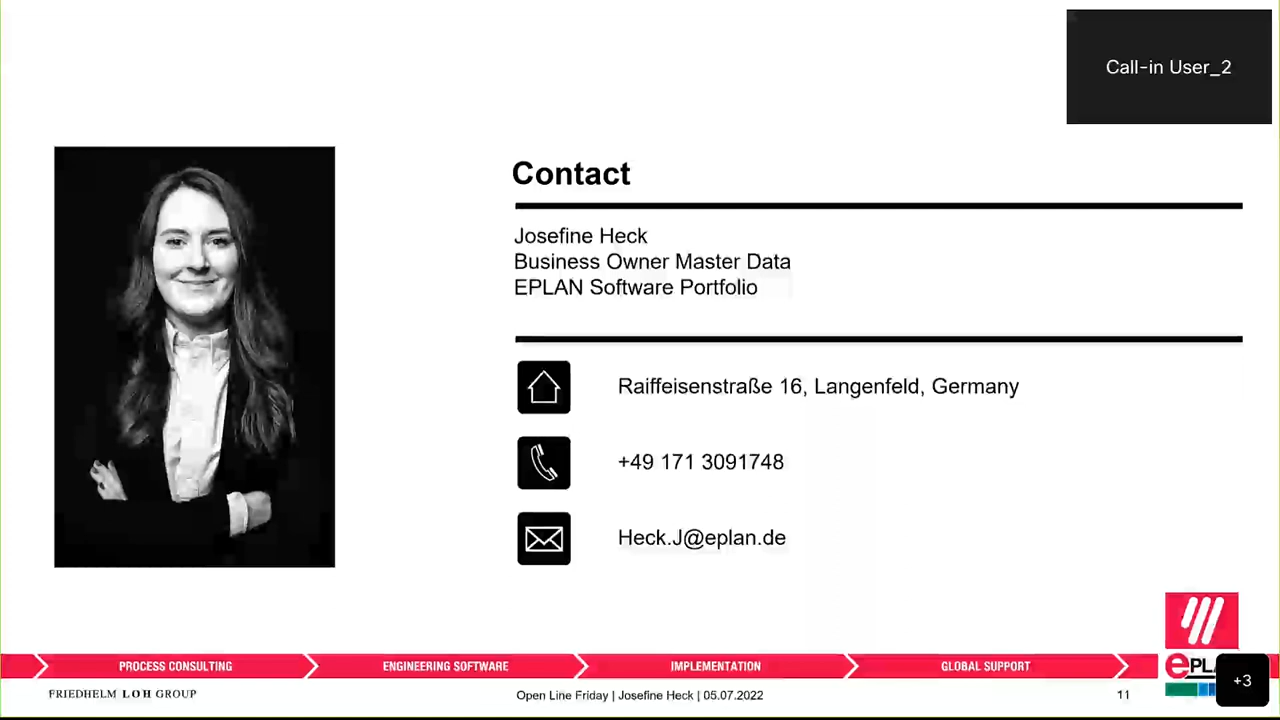 Call-in User_2
Contact
Josefine Heck
Business Owner Master Data
EPLAN Software Portfolio
Raiffeisenstraße 16, Langenfeld, Germany
+49 171 3091748
Heck.J@eplan.de
PROCESS CONSULTING
ENGINEERING SOFTWARE
IMPLEMENTATION
GLOBAL SUPPORT
ePL
+3
FRIEDHELM LOH GROUP
Open Line Friday | Josefine Heck | 05.07.2022
11